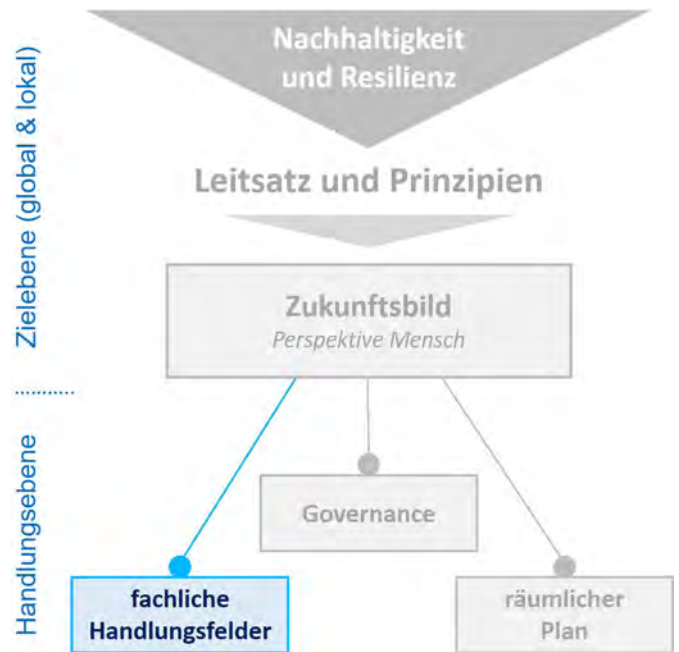 Nachhaltigkeit
und Resilienz
Leitsatz und Prinzipien
Zukunftsbild
Perspektive Mensch
Governance
fachliche
Handlungsfelder
räumlicher
Plan
Zielebene (global & lokal)
Handlungsebene